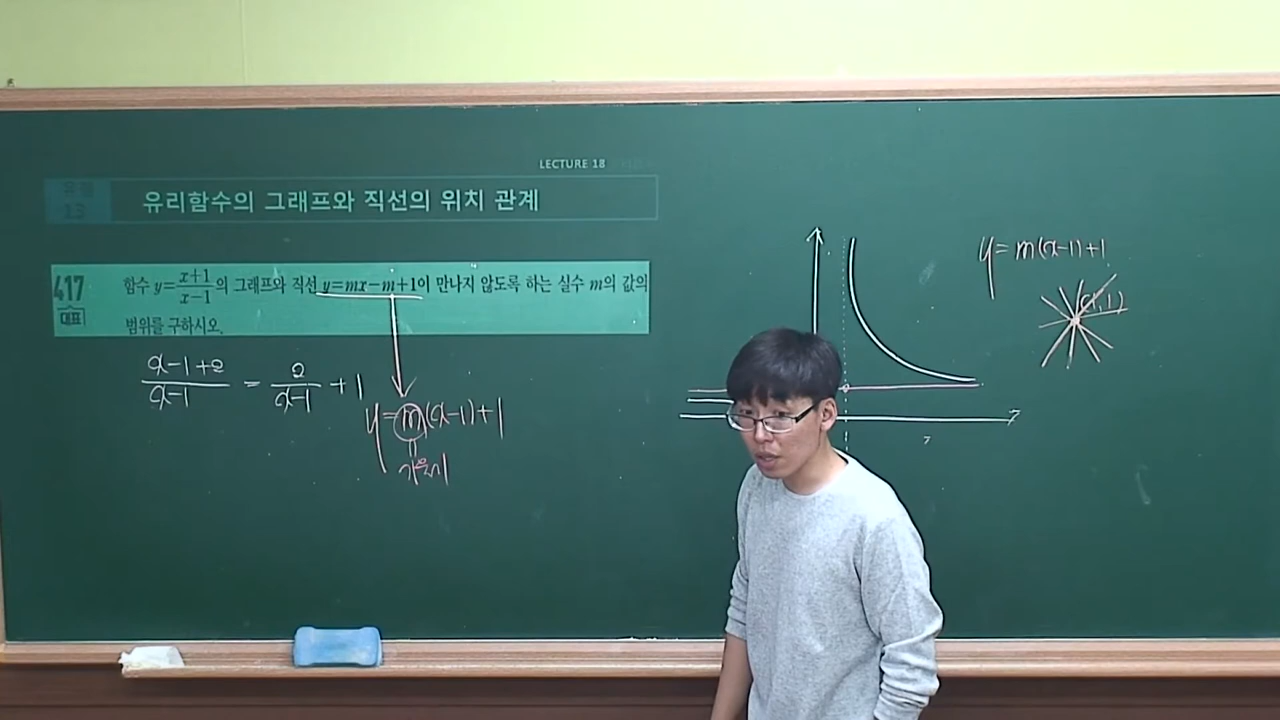 LECTURE 18
유형
13
유리함수의 그래프와 직선의 위치 관계
417
대표
함수 y=\frac{x+1}{x-1}의 그래프와 직선 y=mx-m+1이 만나지 않도록 하는 실수 m의 값의
범위를 구하시오.
\frac{x-1+2}{x-1} = \frac{2}{x-1} +1
y=m(x-1)+1
기울기
y=m(x-1)+1
(1,1)